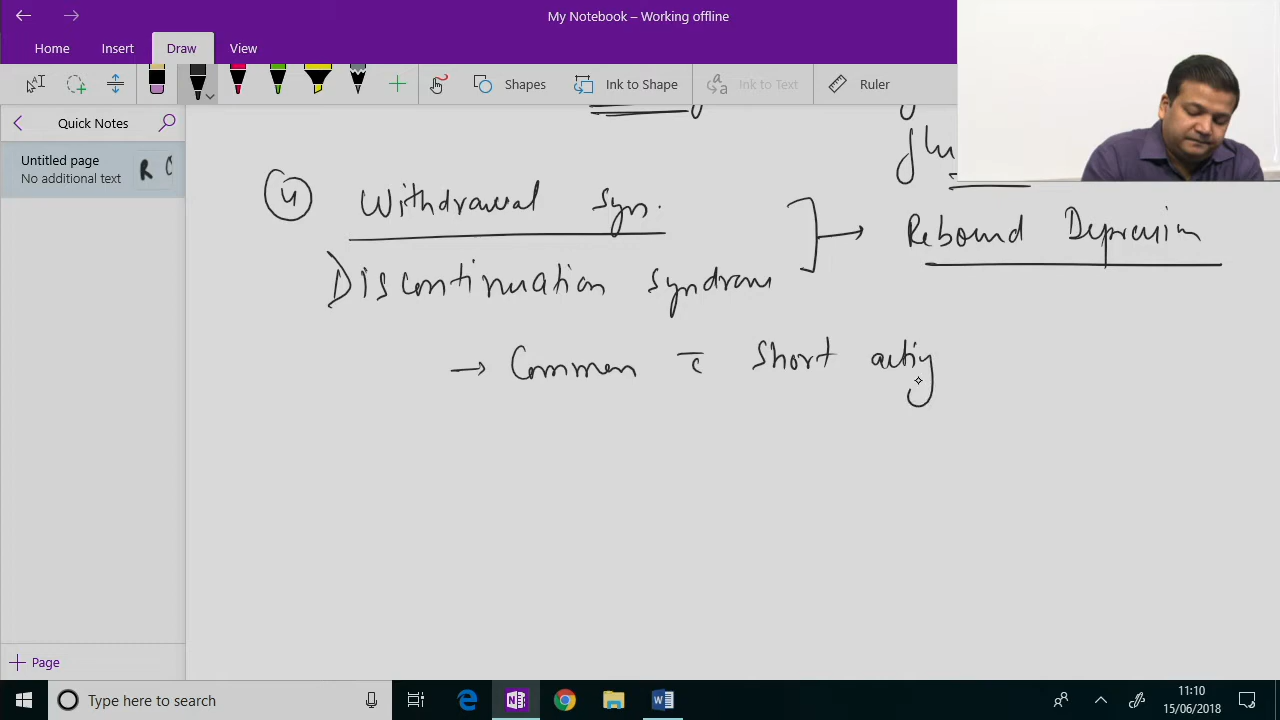 My Notebook – Working offline
Home Insert Draw View
Shapes Ink to Shape Ink to Text Ruler
Quick Notes
Untitled page
No additional text
R
④ Withdrawal syn.
Discontinuation syndrome
Rebound Depression
→ Common c̄ short acting
+ Page
Type here to search
11:10
15/06/2018